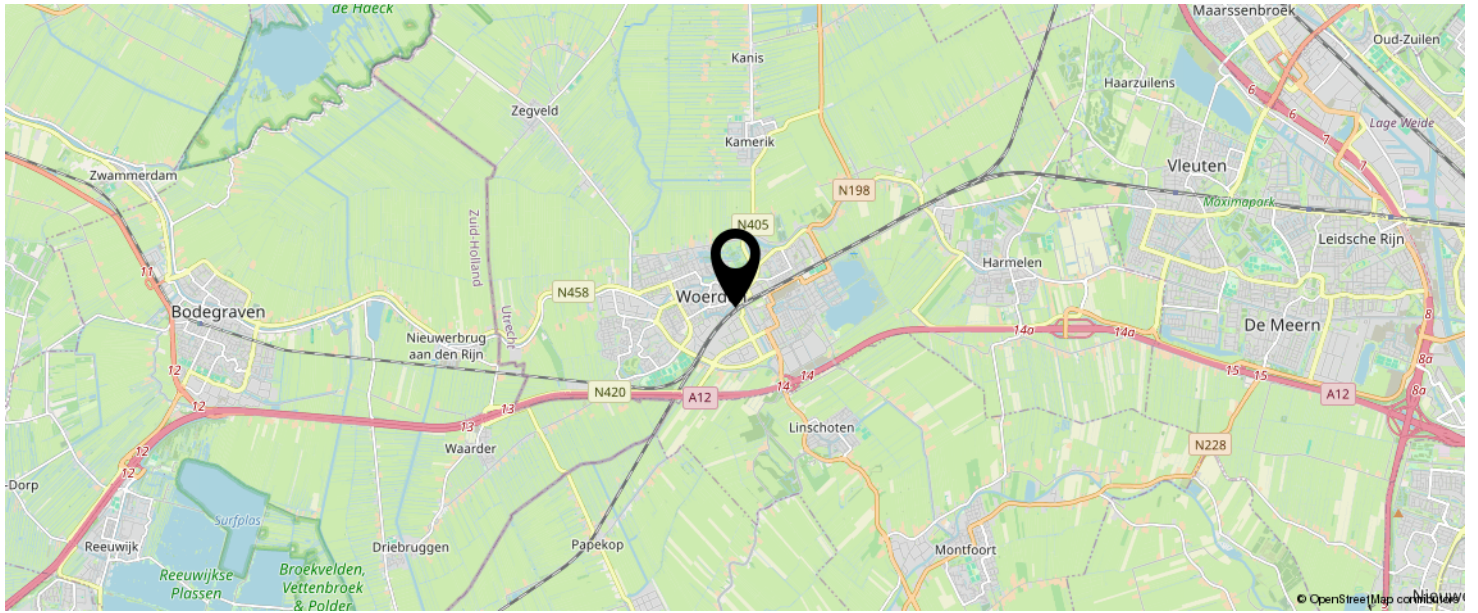 de Haeck
Maarssenbroek
Oud-Zuilen
Kanis
Haarzuilens
6
Zegveld
Lage Weide
7
Kamerik
7
Zwammerdam
Vleuten
N198
Maximapark
N405
Zuid-Holland
Leidsche Rijn
Harmelen
11
N458
Bodegraven
Utrecht
8
De Meern
Nieuwerbrug
aan den Rijn
14a
14a
8a
12
15
15
14
14
8a
N420
A12
A12
12
13
13
Linschoten
N228
Waarder
12
12
-Dorp
Surfplas
Reeuwijk
Driebruggen
Papekop
Montfoort
Reeuwijkse
Plassen
Broekvelden,
Vettenbroek
& Polder
© OpenStreetMap contributors